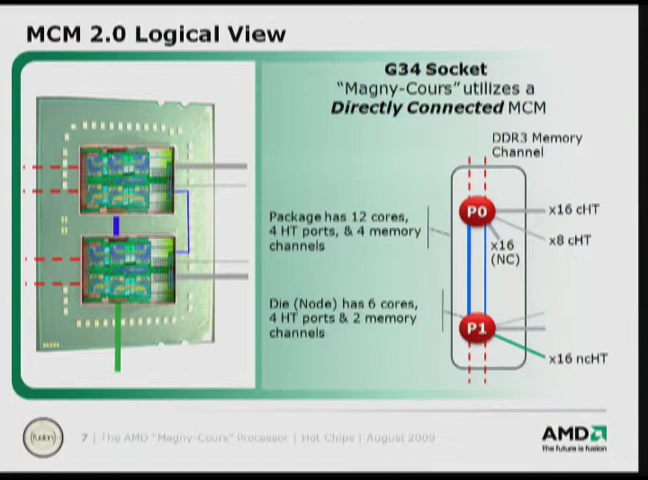 MCM 2.0 Logical View
G34 Socket
“Magny-Cours” utilizes a
Directly Connected MCM
DDR3 Memory
Channel
P0
x16 cHT
x8 cHT
x16
(NC)
Package has 12 cores,
4 HT ports, & 4 memory
channels
Die (Node) has 6 cores,
4 HT ports & 2 memory
channels
P1
x16 ncHT
fusion
7 | The AMD “Magny-Cours” Processor | Hot Chips | August 2009
AMD
The future is fusion